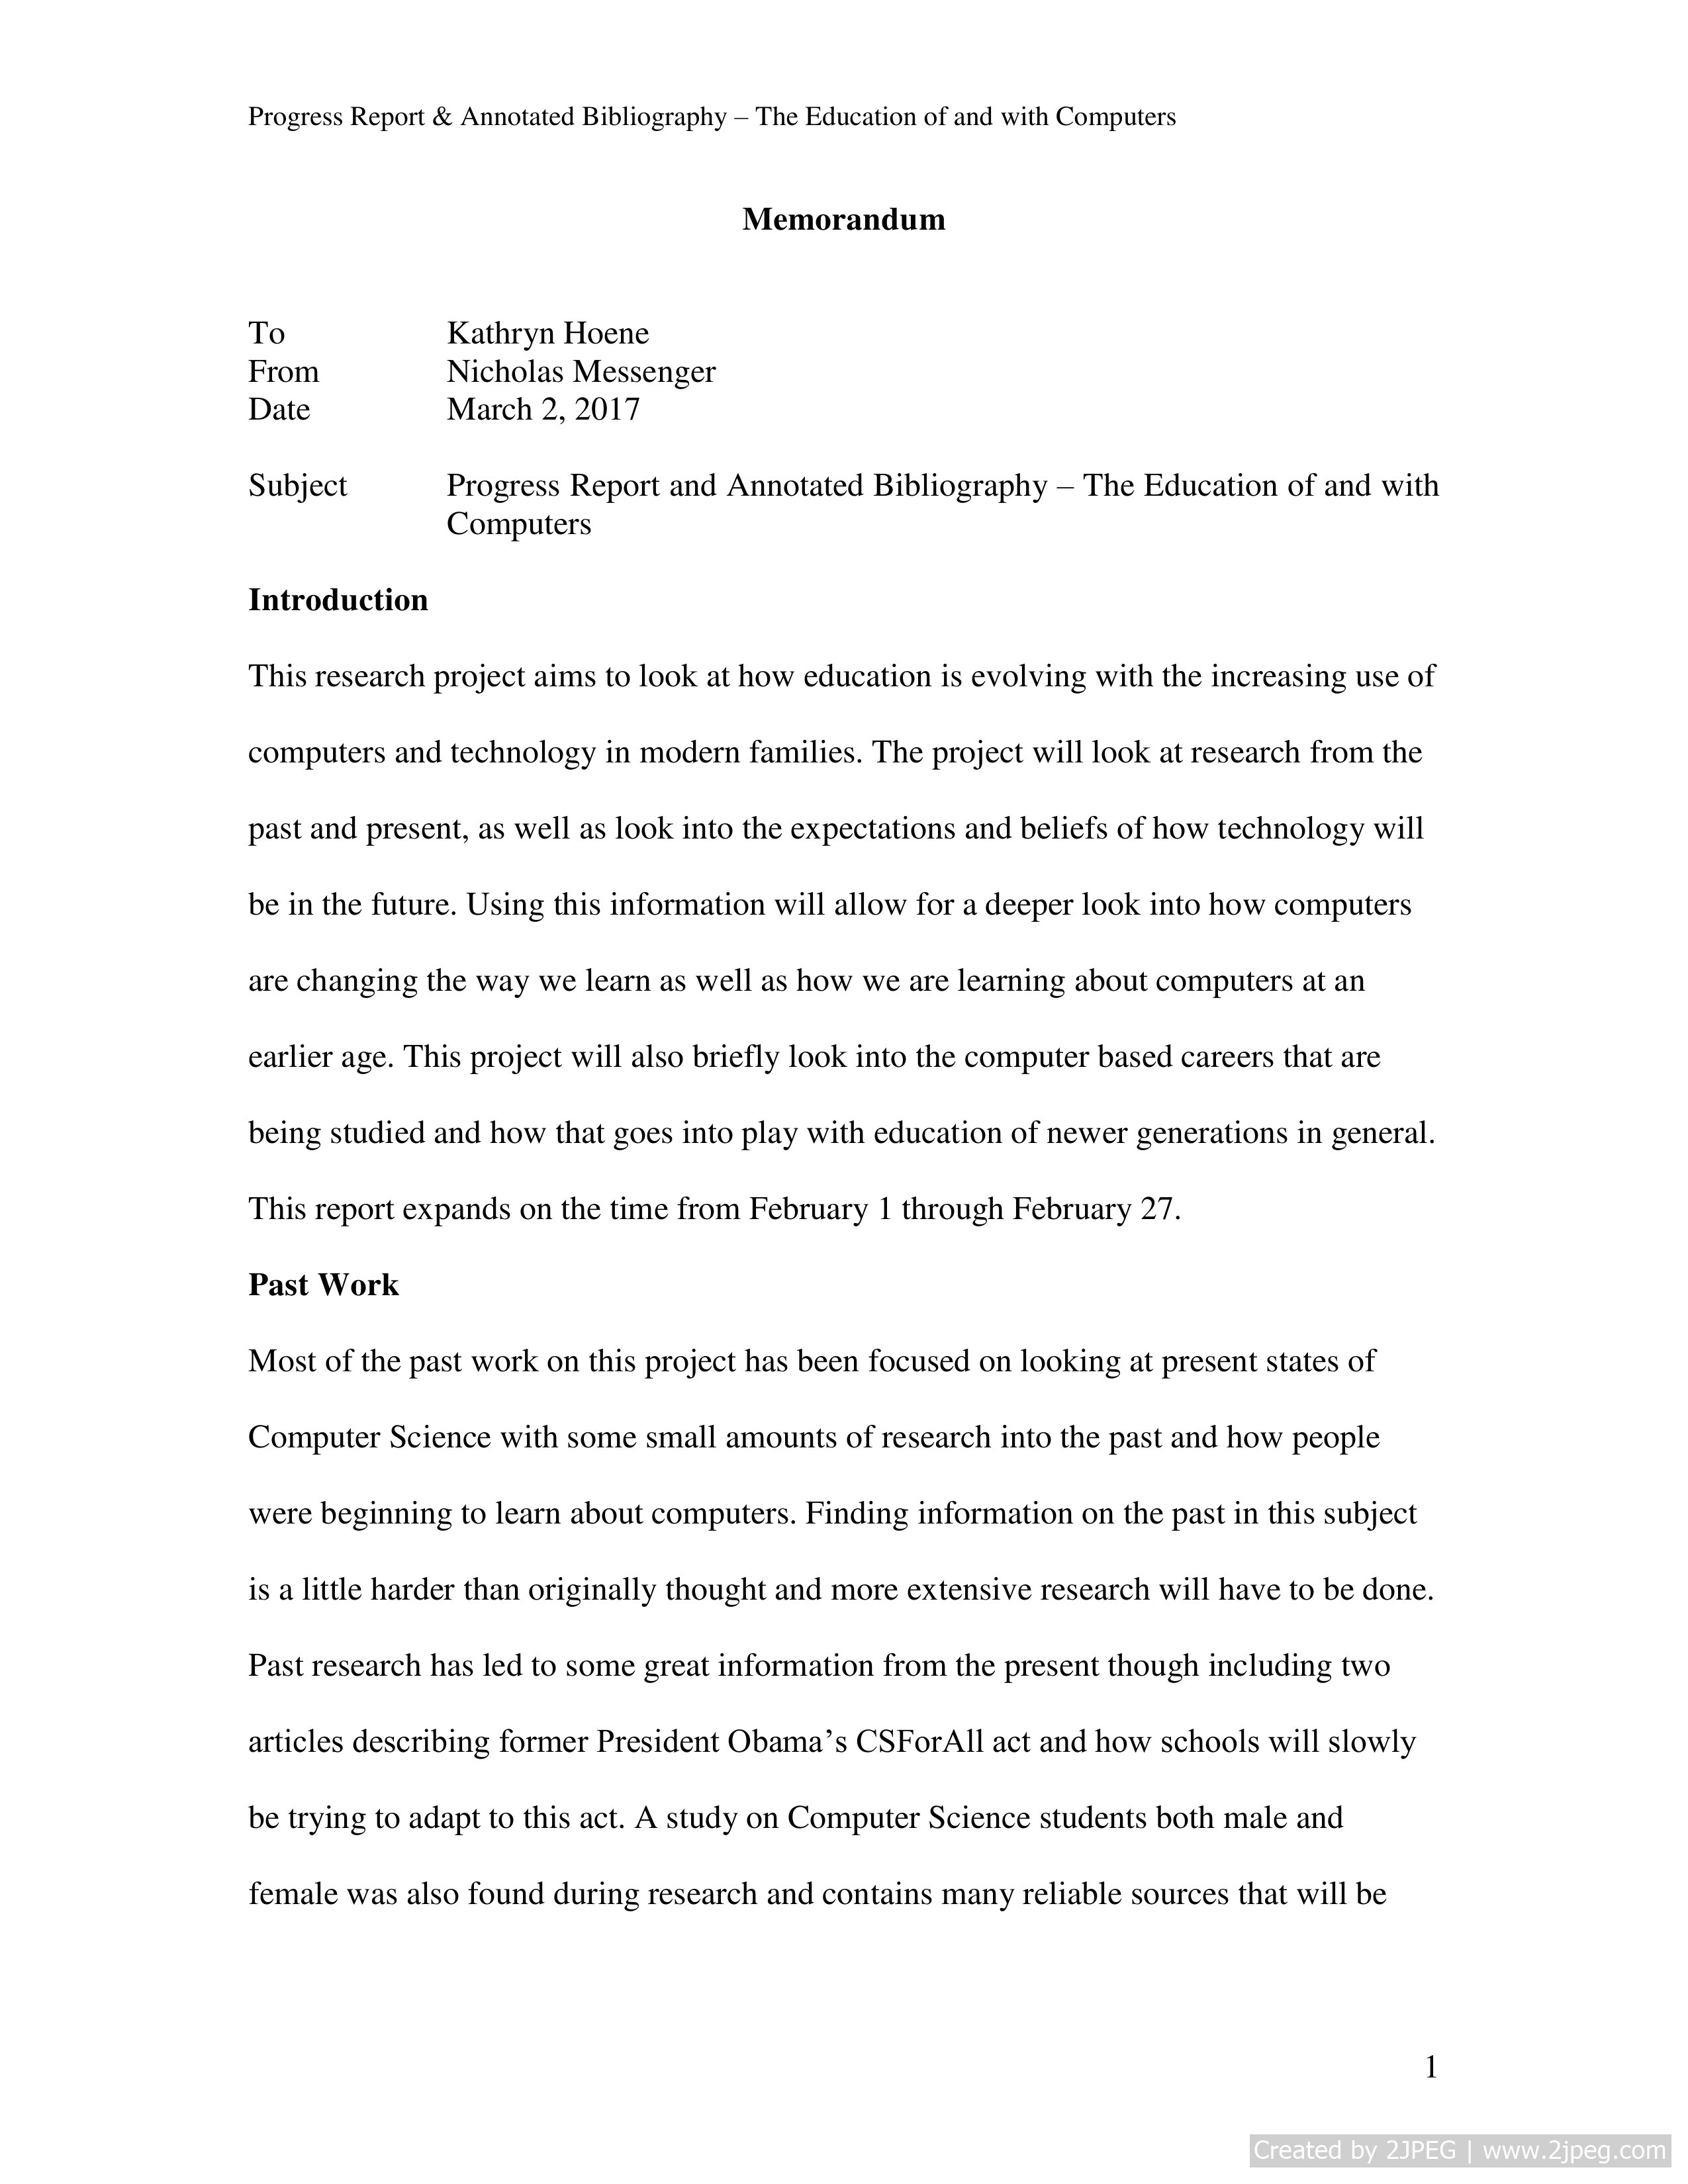 Progress Report & Annotated Bibliography – The Education of and with Computers
Memorandum
To Kathryn Hoene
From Nicholas Messenger
Date March 2, 2017
Subject Progress Report and Annotated Bibliography – The Education of and with
Computers
Introduction
This research project aims to look at how education is evolving with the increasing use of
computers and technology in modern families. The project will look at research from the
past and present, as well as look into the expectations and beliefs of how technology will
be in the future. Using this information will allow for a deeper look into how computers
are changing the way we learn as well as how we are learning about computers at an
earlier age. This project will also briefly look into the computer based careers that are
being studied and how that goes into play with education of newer generations in general.
This report expands on the time from February 1 through February 27.
Past Work
Most of the past work on this project has been focused on looking at present states of
Computer Science with some small amounts of research into the past and how people
were beginning to learn about computers. Finding information on the past in this subject
is a little harder than originally thought and more extensive research will have to be done.
Past research has led to some great information from the present though including two
articles describing former President Obama’s CSForAll act and how schools will slowly
be trying to adapt to this act. A study on Computer Science students both male and
female was also found during research and contains many reliable sources that will be
1
Created by 2JPEG | www.2jpeg.com